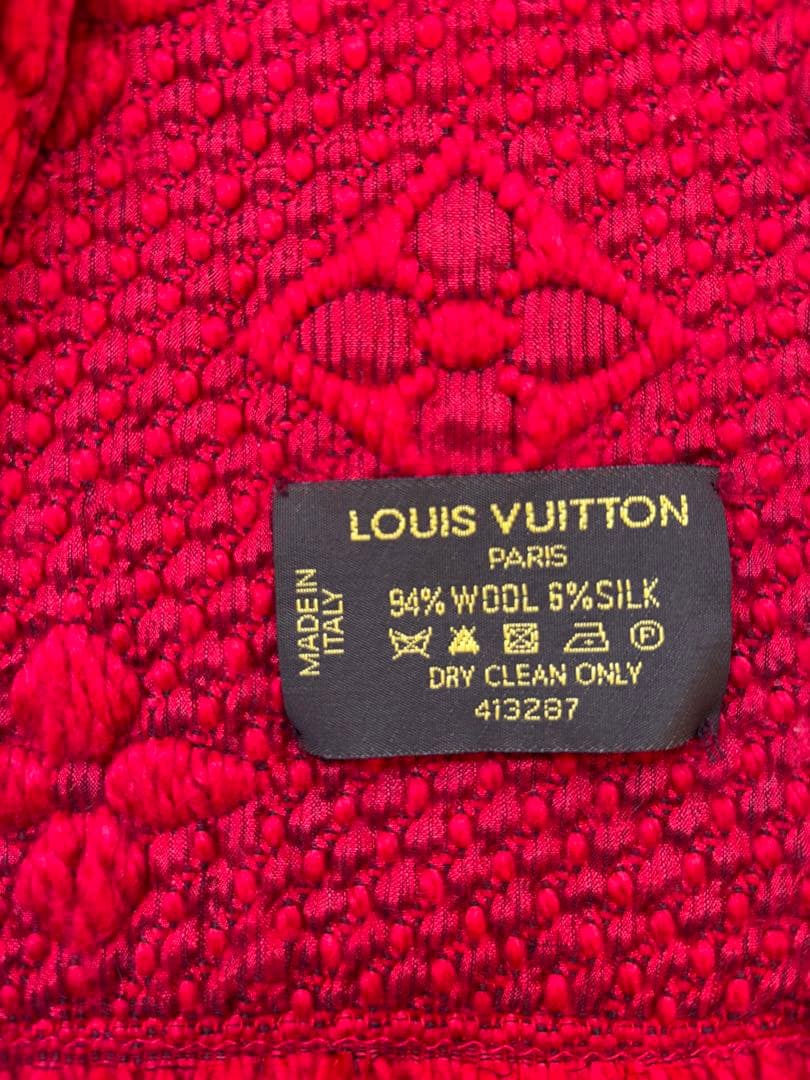 LOUIS VUITTON
PARIS
94% WOOL 6% SILK
MADE IN
ITALY
P
DRY CLEAN ONLY
413287